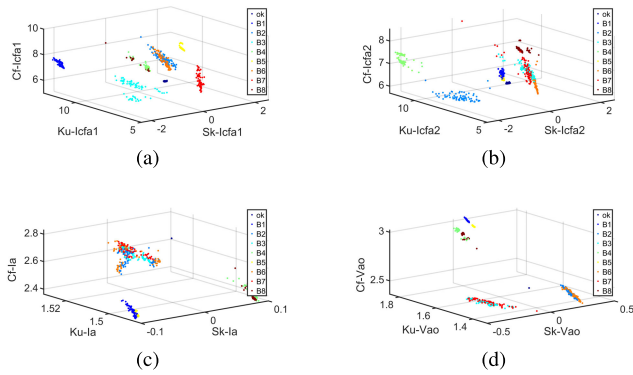 10
8
6
Cf-Icfa1
10
5
Ku-Icfa1
-2
0
2
Sk-Icfa1
ok
B1
B2
B3
B4
B5
B6
B7
B8
(a)
8
7
6
Cf-Icfa2
10
5
Ku-Icfa2
-2
0
2
Sk-Icfa2
ok
B1
B2
B3
B4
B5
B6
B7
B8
(b)
2.8
2.6
2.4
Cf-Ia
1.52
1.5
Ku-Ia
-0.1
0
0.1
Sk-Ia
ok
B1
B2
B3
B4
B5
B6
B7
B8
(c)
3
2.5
Cf-Vao
1.8
1.6
1.4
Ku-Vao
-0.5
0
0.5
Sk-Vao
ok
B1
B2
B3
B4
B5
B6
B7
B8
(d)